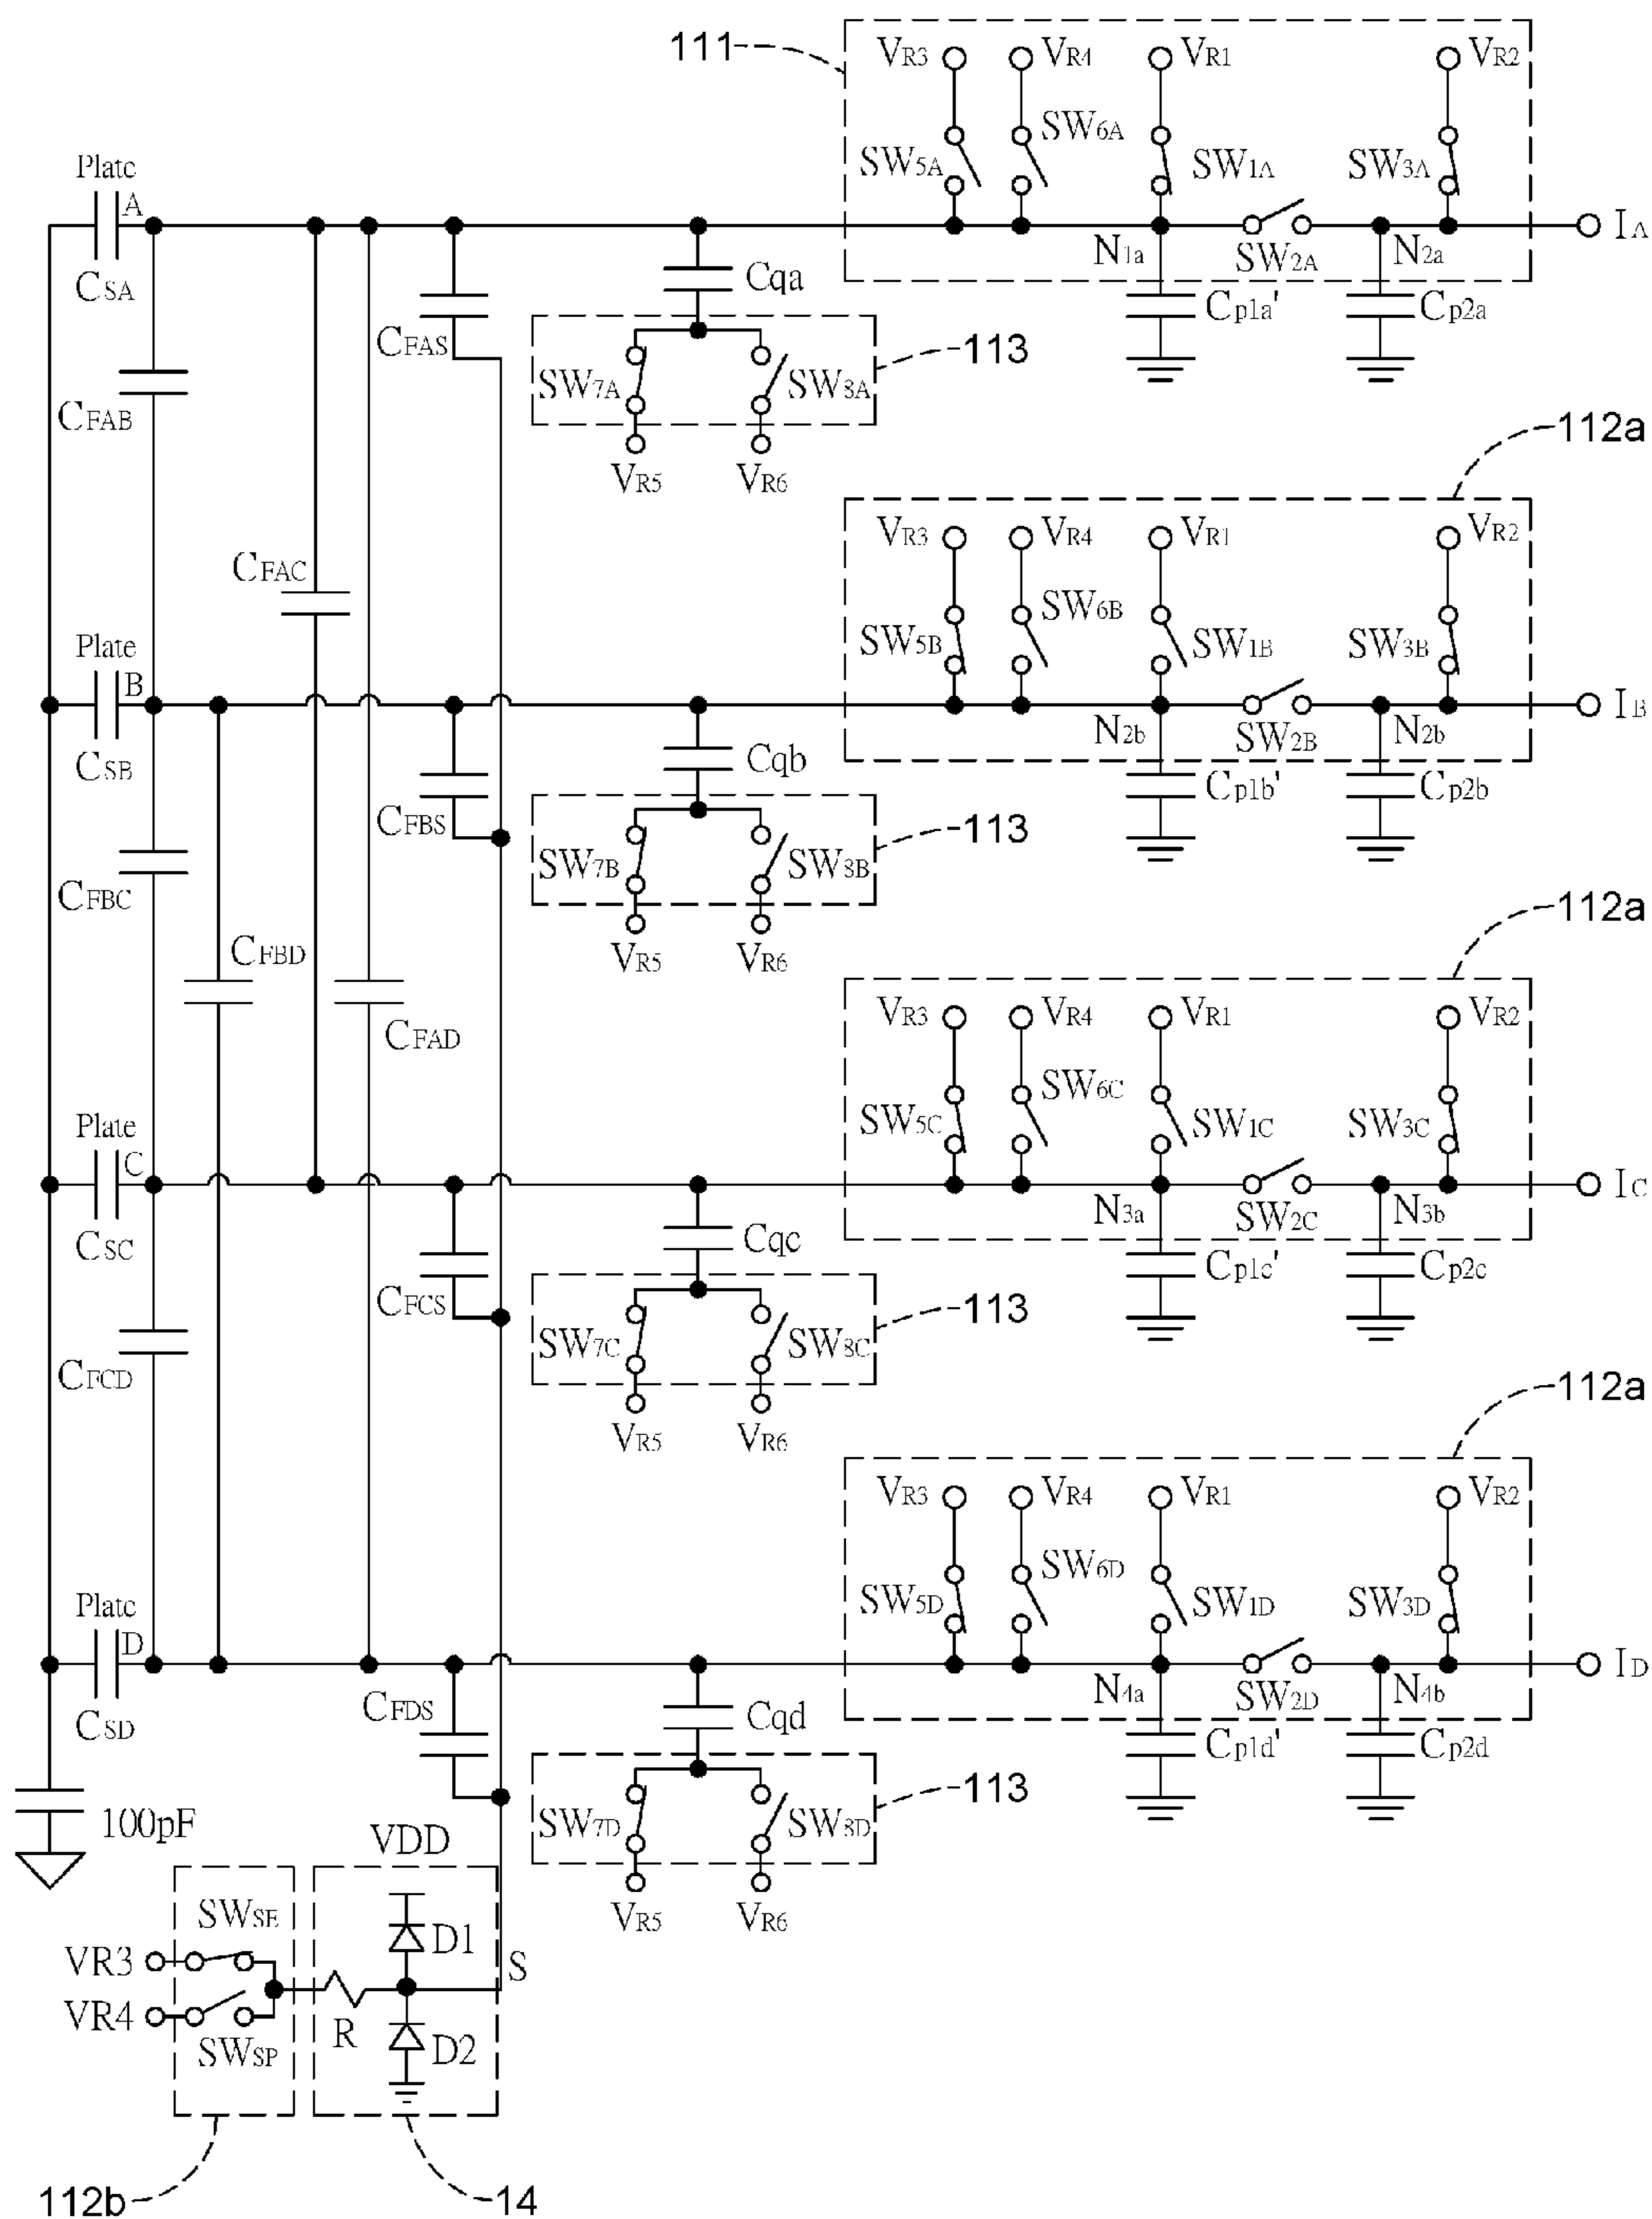 111
VR3 VR4 VR1 VR2
SW6A
SW5A SW1A SW3A
Platc
A
IA
N1a SW2A N2a
CSA
Cqa
Cp1a' Cp2a
CFAS
113
SW7A SW8A
CFAB
112a
VR5 VR6
VR3 VR4 VR1 VR2
CFAC
SW6B
SW5B SW1B SW3B
Plate
B
IB
N2b SW2B N2b
CSB
Cqb
Cp1b' Cp2b
CFBS
113
SW7B SW8B
CFBC
112a
CFBD
VR5 VR6
VR3 VR4 VR1 VR2
CFAD
SW6C
SW5C SW1C SW3C
Plate
C
IC
N3a SW2C N3b
CSC
Cqc
Cp1c' Cp2c
CFCS
113
SW7C SW8C
CFCD
112a
VR5 VR6
VR3 VR4 VR1 VR2
SW6D
SW5D SW1D SW3D
Platc
D
ID
N4a SW2D N4b
CFDS
CSD
Cqd
Cp1d' Cp2d
113
100pF
SW7D SW8D
VDD
VR5 VR6
SWSE
D1
VR3
S
VR4
R
D2
SWSP
112b
14